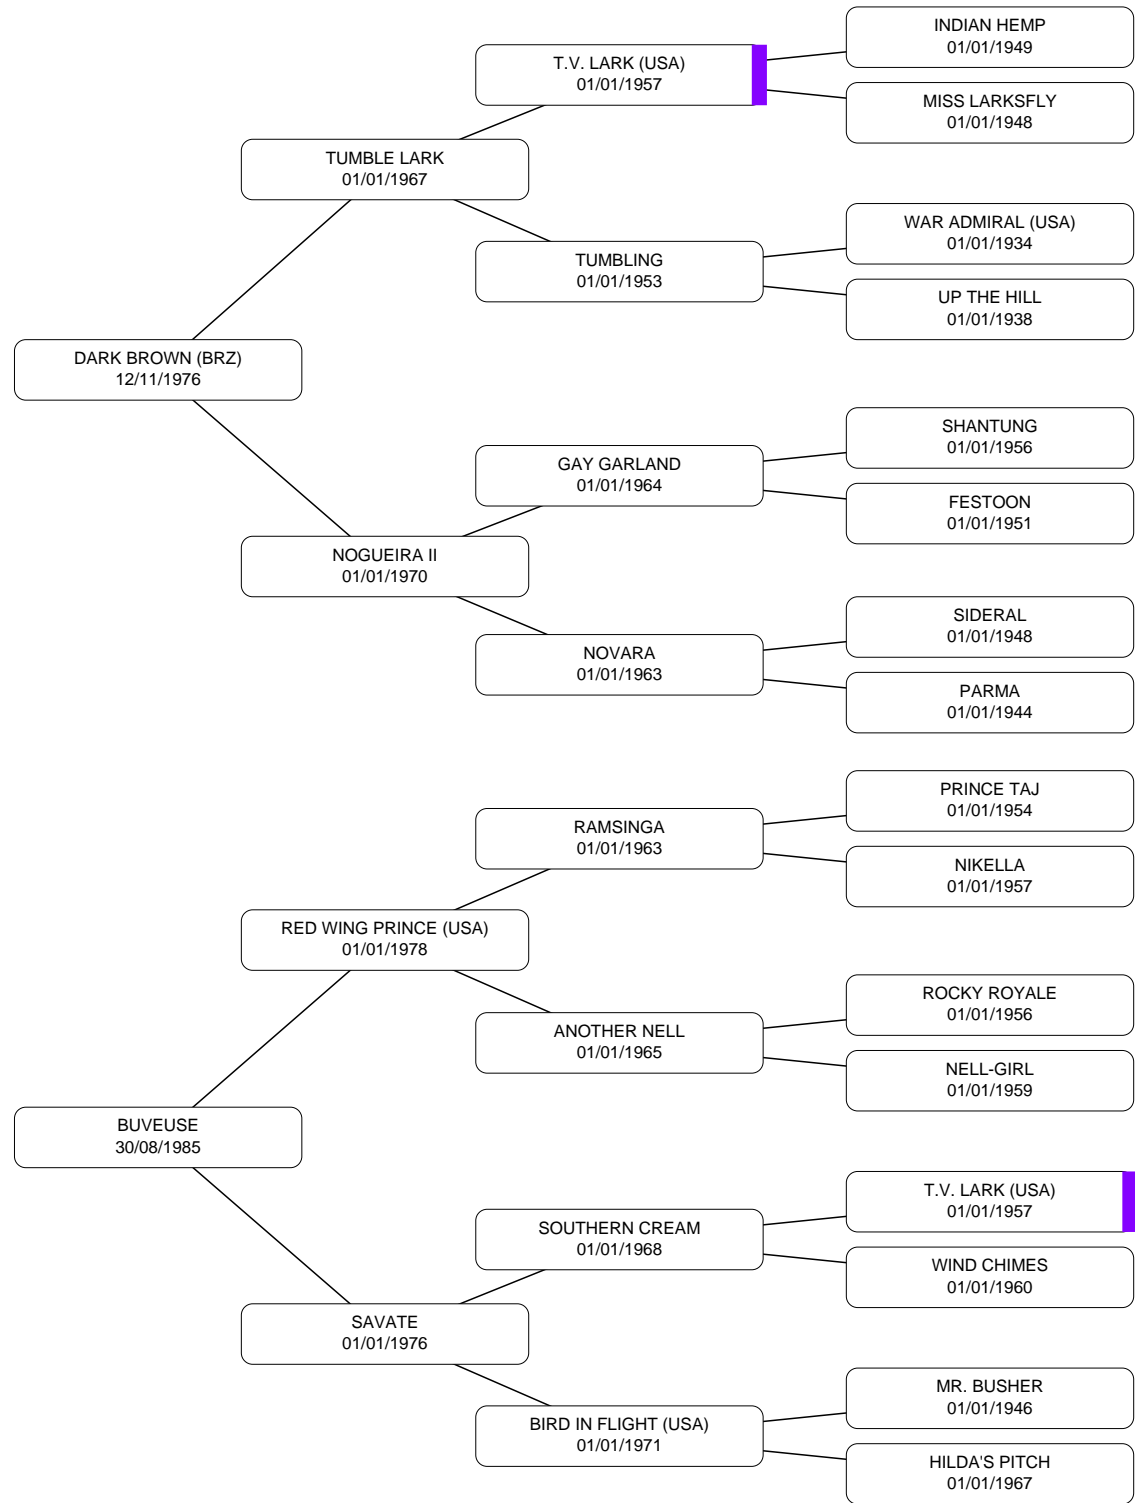 INDIAN HEMP
01/01/1949
T.V. LARK (USA)
01/01/1957
MISS LARKSFLY
01/01/1948
TUMBLE LARK
01/01/1967
WAR ADMIRAL (USA)
01/01/1934
TUMBLING
01/01/1953
UP THE HILL
01/01/1938
DARK BROWN (BRZ)
12/11/1976
SHANTUNG
01/01/1956
GAY GARLAND
01/01/1964
FESTOON
01/01/1951
NOGUEIRA II
01/01/1970
SIDERAL
01/01/1948
NOVARA
01/01/1963
PARMA
01/01/1944
PRINCE TAJ
01/01/1954
RAMSINGA
01/01/1963
NIKELLA
01/01/1957
RED WING PRINCE (USA)
01/01/1978
ROCKY ROYALE
01/01/1956
ANOTHER NELL
01/01/1965
NELL-GIRL
01/01/1959
BUVEUSE
30/08/1985
T.V. LARK (USA)
01/01/1957
SOUTHERN CREAM
01/01/1968
WIND CHIMES
01/01/1960
SAVATE
01/01/1976
MR. BUSHER
01/01/1946
BIRD IN FLIGHT (USA)
01/01/1971
HILDA'S PITCH
01/01/1967